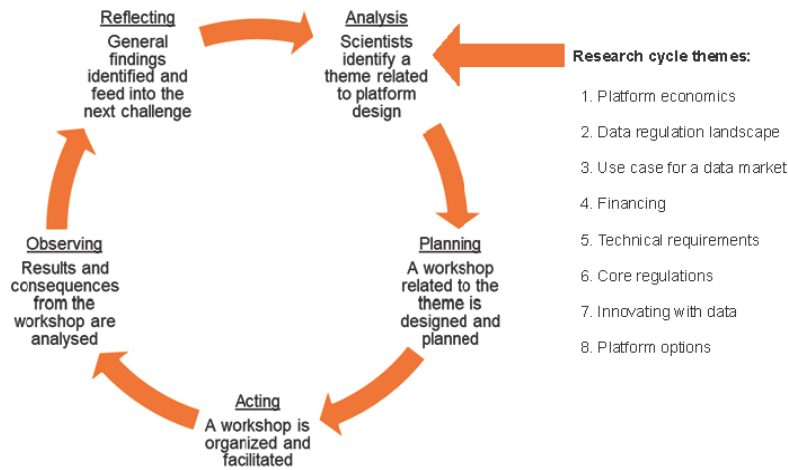 Reflecting
General
findings
identified and
feed into the
next challenge
Analysis
Scientists
identify a
theme related
to platform
design
Planning
A workshop
related to the
theme is
designed and
planned
Acting
A workshop is
organized and
facilitated
Observing
Results and
consequences
from the
workshop are
analysed
Research cycle themes:
1. Platform economics
2. Data regulation landscape
3. Use case for a data market
4. Financing
5. Technical requirements
6. Core regulations
7. Innovating with data
8. Platform options